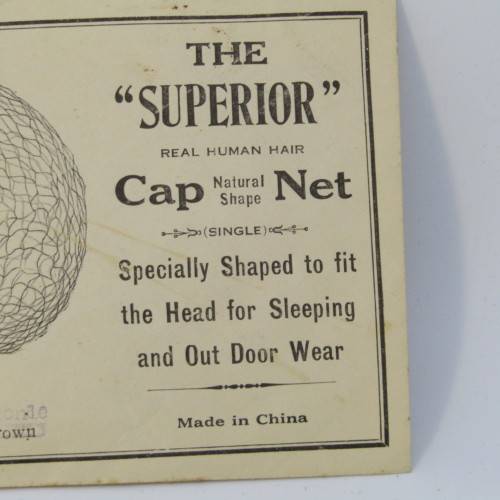 THE
“SUPERIOR”
REAL HUMAN HAIR
Cap Natural Shape Net
(SINGLE)
Specially Shaped to fit
the Head for Sleeping
and Out Door Wear
Made in China